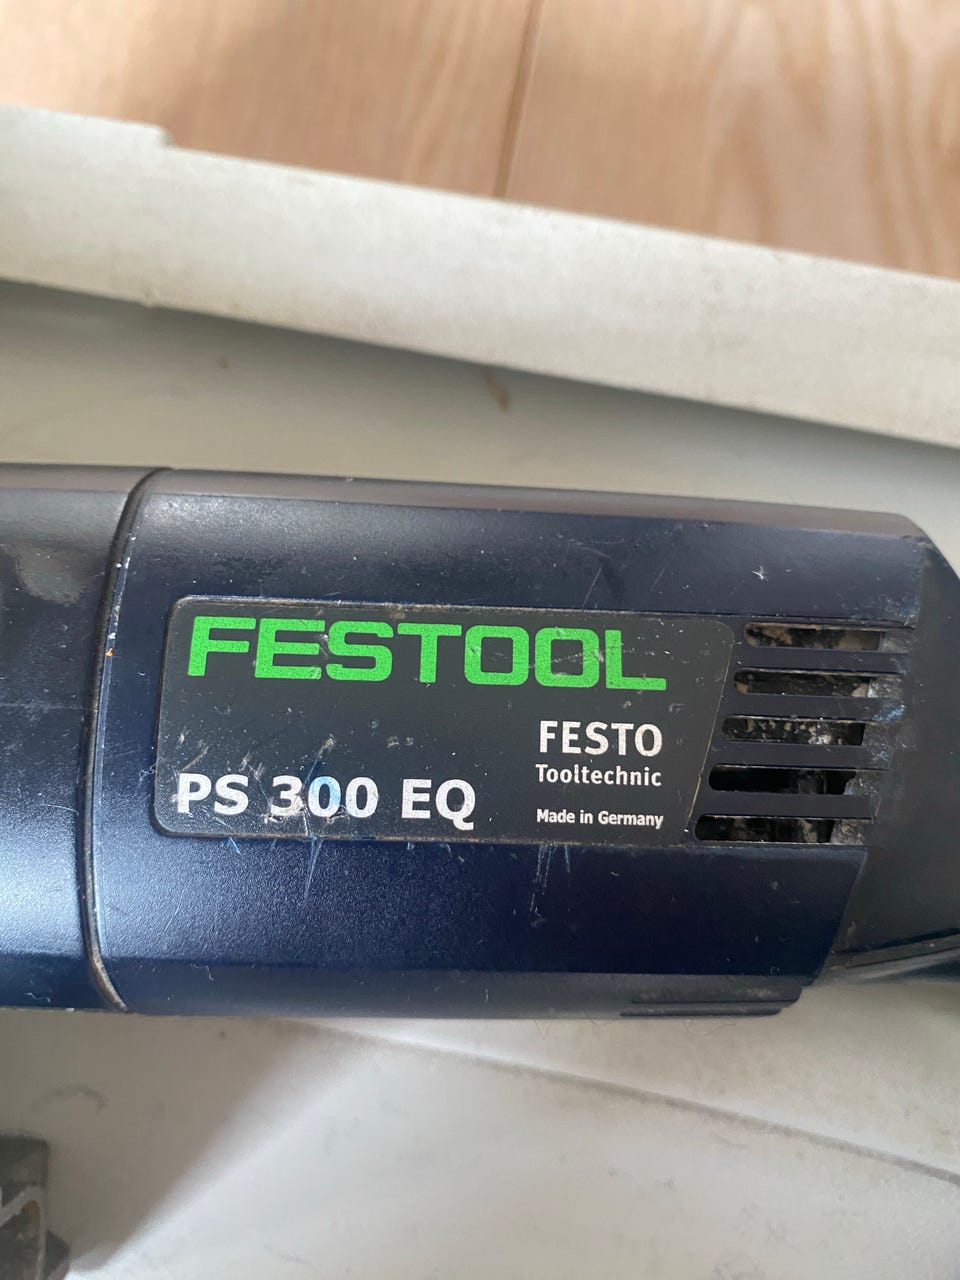 FESTOOL
FESTO
Tooltechnic
PS 300 EQ
Made in Germany